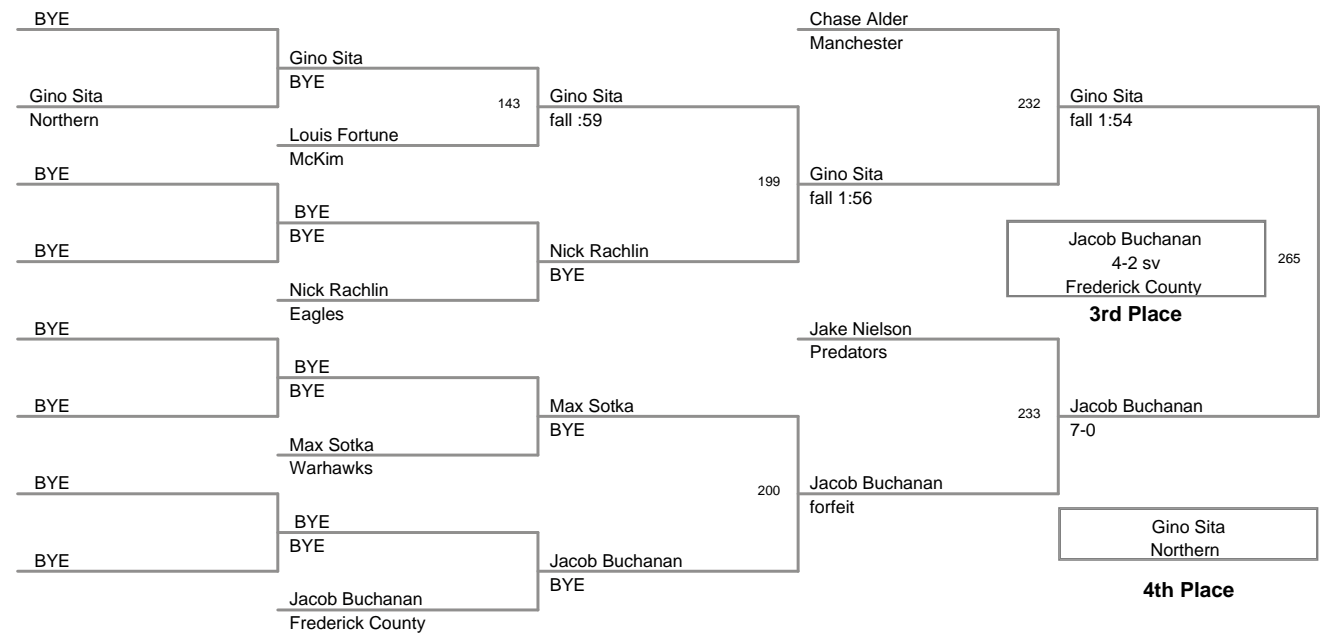 BYE
Gino Sita
Northern
BYE
BYE
BYE
BYE
BYE
BYE
Gino Sita
BYE
143
Louis Fortune
McKim
BYE
BYE
Nick Rachlin
Eagles
BYE
BYE
Max Sotka
Warhawks
BYE
BYE
Jacob Buchanan
Frederick County
Gino Sita
fall :59
199
Nick Rachlin
BYE
Max Sotka
BYE
200
Jacob Buchanan
BYE
Chase Alder
Manchester
232
Gino Sita
fall 1:56
Jake Nielson
Predators
233
Jacob Buchanan
forfeit
Gino Sita
fall 1:54
Jacob Buchanan
4-2 sv
Frederick County
265
3rd Place
Jacob Buchanan
7-0
Gino Sita
Northern
4th Place